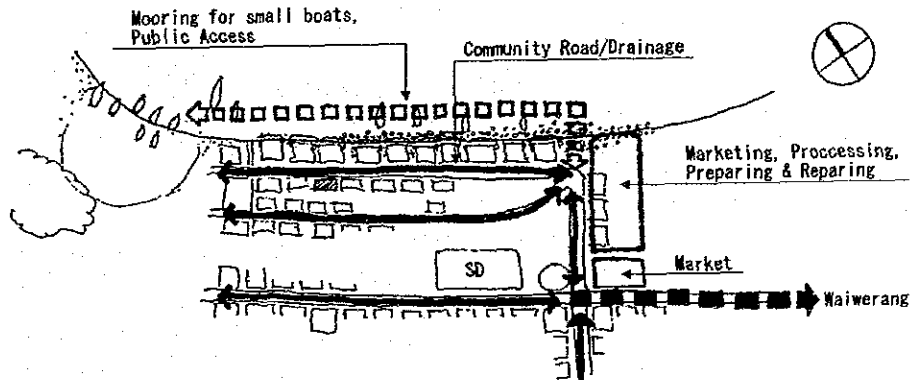 Mooring for small boats,
Public Access
Community Road/Drainage
Marketing, Proccessing,
Preparing & Reparing
SD
Market
Waiwerang